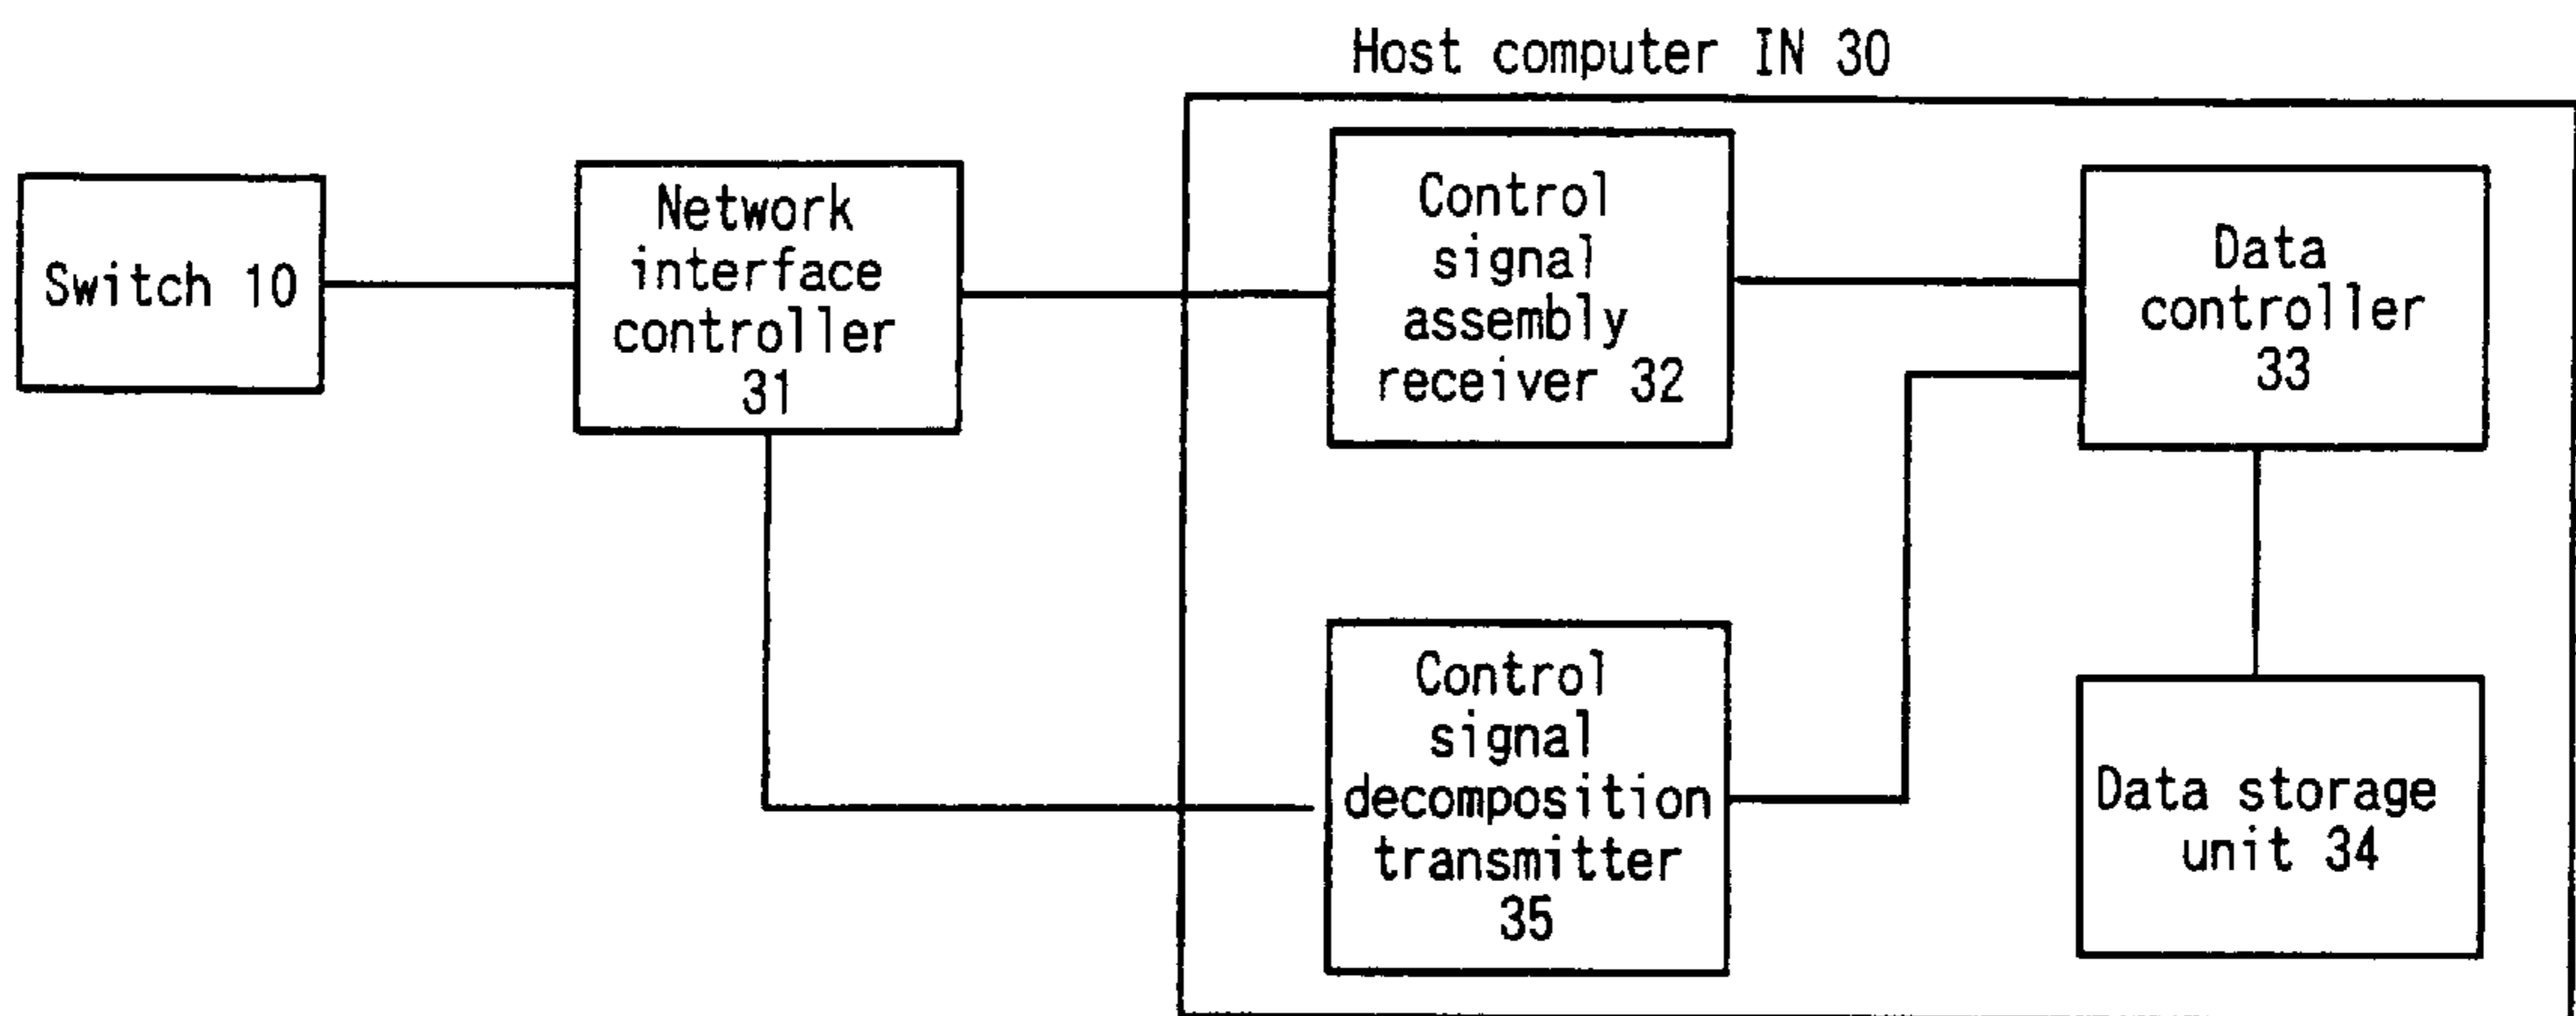 Host computer IN 30
Switch 10
Network
interface
controller
31
Control
signal
assembly
receiver 32
Data
controller
33
Control
signal
decomposition
transmitter
35
Data storage
unit 34